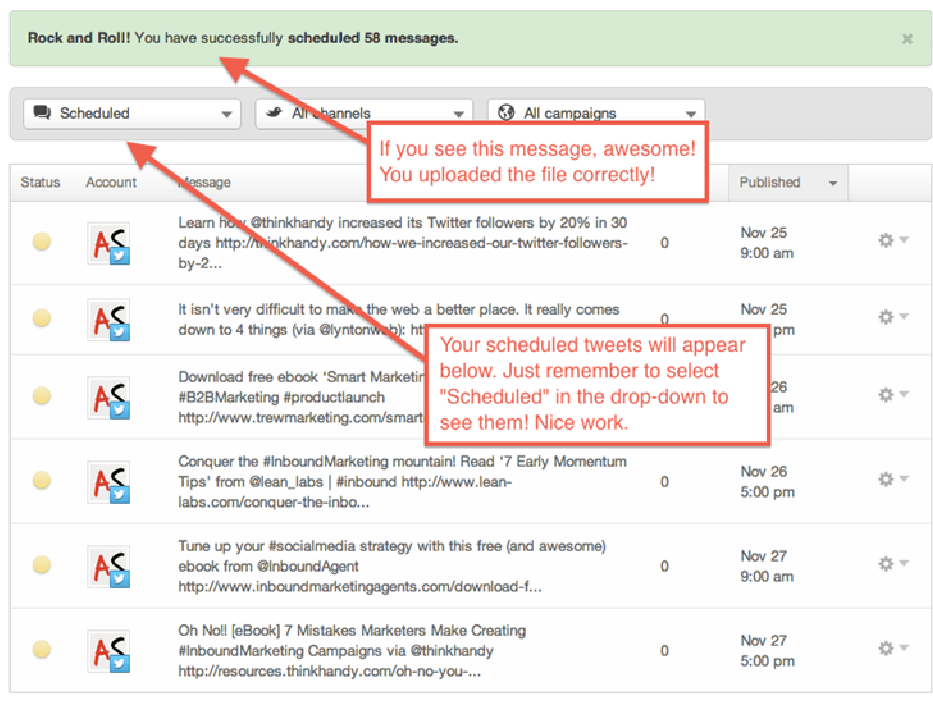 Rock and Roll! You have successfully scheduled 58 messages.
×
Scheduled
All channels
All campaigns
If you see this message, awesome!
You uploaded the file correctly!
Status Account Message Published
Learn how @thinkhandy increased its Twitter followers by 20% in 30
days http://thinkhandy.com/how-we-increased-our-twitter-followers-
by-2...
0
Nov 25
9:00 am
It isn't very difficult to make the web a better place. It really comes
down to 4 things (via @lyntonweb):
0
Nov 25
pm
Your scheduled tweets will appear
below. Just remember to select
"Scheduled" in the drop-down to
see them! Nice work.
Download free ebook 'Smart
#B2BMarketing #productlaunch
http://www.trewmarketing.com/smart
26
am
Conquer the #InboundMarketing mountain! Read '7 Early Momentum
Tips' from @lean_labs | #inbound http://www.lean-
labs.com/conquer-the-inbo...
0
Nov 26
5:00 pm
Tune up your #socialmedia strategy with this free (and awesome)
ebook from @InboundAgent
http://www.inboundmarketingagents.com/download-f...
0
Nov 27
9:00 am
Oh No!! [eBook] 7 Mistakes Marketers Make Creating
#InboundMarketing Campaigns via @thinkhandy
http://resources.thinkhandy.com/oh-no-you-...
0
Nov 27
5:00 pm
AS
AS
AS
AS
AS
AS